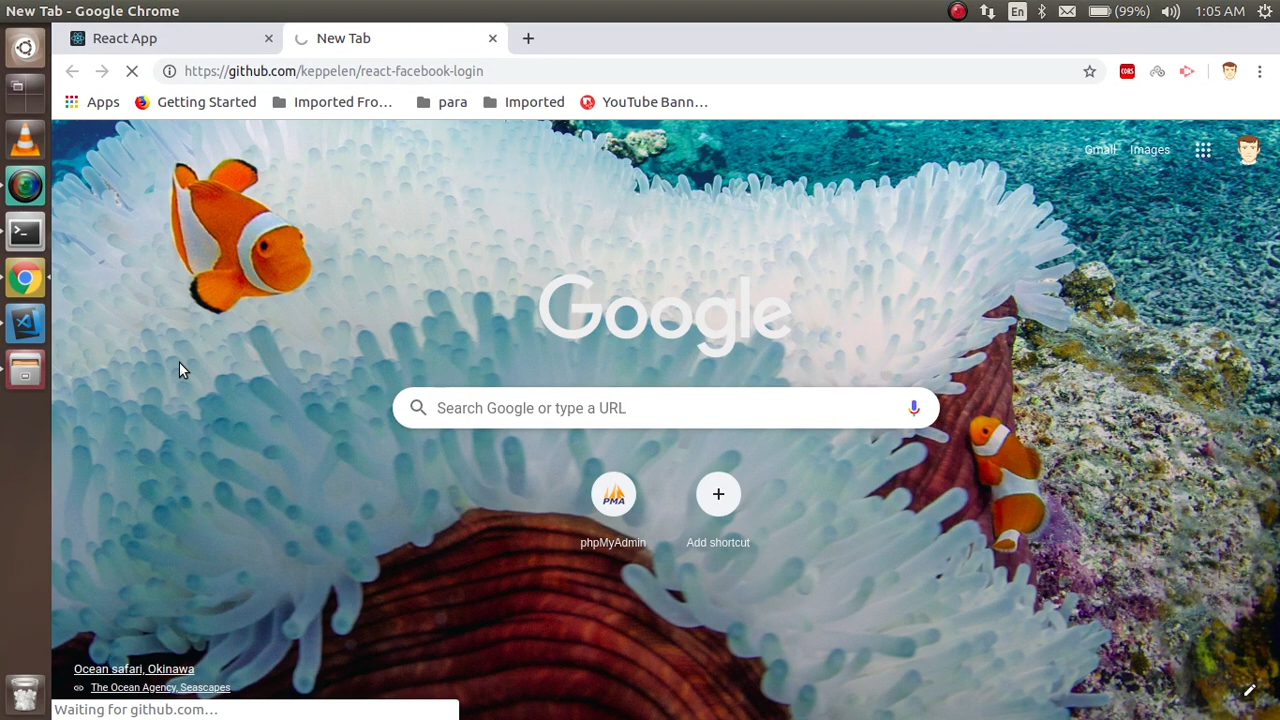 New Tab - Google Chrome
En
(99%)
1:05 AM
React App
New Tab
https://github.com/keppelen/react-facebook-login
CORS
Apps
Getting Started
Imported Fro...
para
Imported
YouTube Bann...
Gmail
Images
Google
Search Google or type a URL
PMA
phpMyAdmin
Add shortcut
Ocean safari, Okinawa
The Ocean Agency, Seascapes
Waiting for github.com...